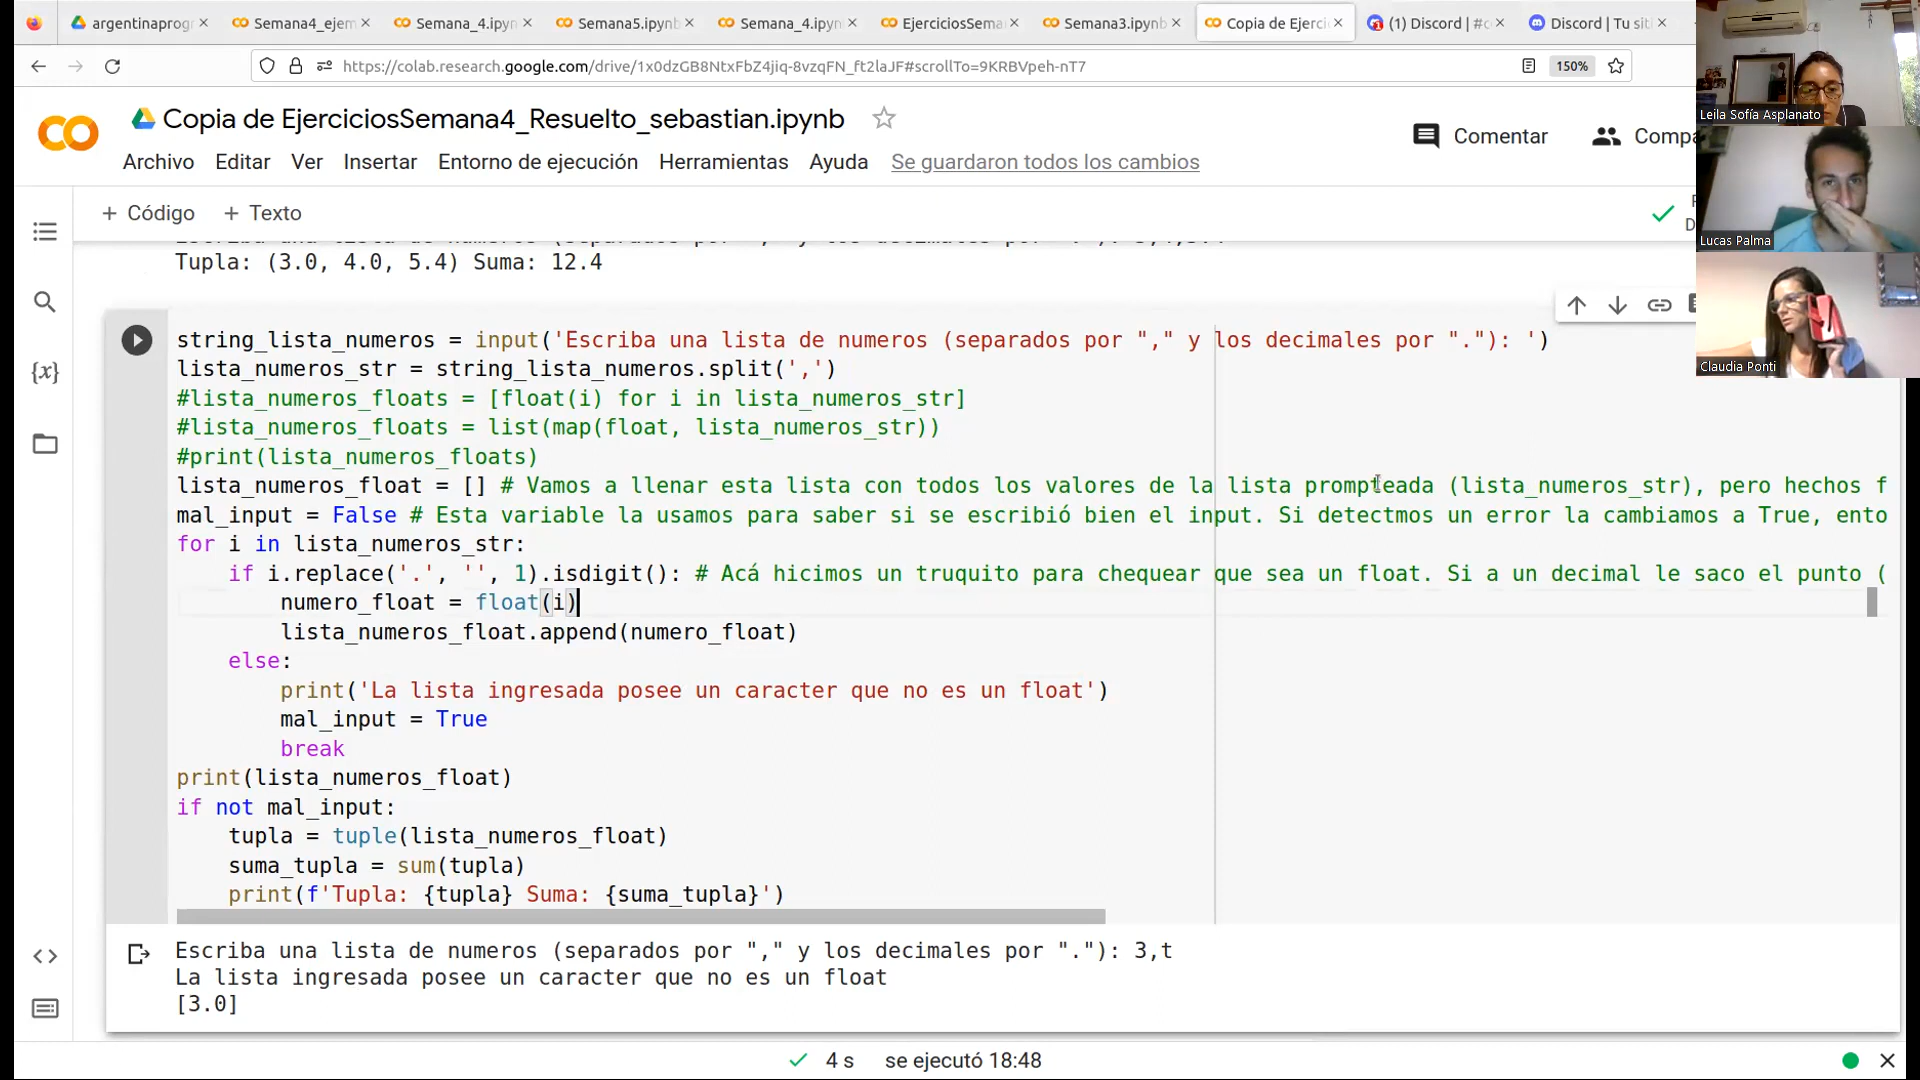 argentinaprog
Semana4_ejem
Semana_4.ipyn
Semana5.ipynb
Semana_4.ipyn
EjerciciosSema
Semana3.ipynb
Copia de Ejerci
(1) Discord | #c
Discord | Tu sit
https://colab.research.google.com/drive/1x0dzGB8NtxFbZ4jiq-8vzqFN_ft2laJF#scrollTo=9KRBVpeh-nT7
150%
Leila Sofía Asplanato
Copia de EjerciciosSemana4_Resuelto_sebastian.ipynb
Comentar
Compa
Archivo Editar Ver Insertar Entorno de ejecución Herramientas Ayuda Se guardaron todos los cambios
+ Código + Texto
Lucas Palma
Tupla: (3.0, 4.0, 5.4) Suma: 12.4
Claudia Ponti
string_lista_numeros = input('Escriba una lista de numeros (separados por "," y los decimales por "."): ')
lista_numeros_str = string_lista_numeros.split(',')
#lista_numeros_floats = [float(i) for i in lista_numeros_str]
#lista_numeros_floats = list(map(float, lista_numeros_str))
#print(lista_numeros_floats)
lista_numeros_float = [] # Vamos a llenar esta lista con todos los valores de la lista prompteada (lista_numeros_str), pero hechos f
mal_input = False # Esta variable la usamos para saber si se escribió bien el input. Si detectmos un error la cambiamos a True, ento
for i in lista_numeros_str:
if i.replace('.', '', 1).isdigit(): # Acá hicimos un truquito para chequear que sea un float. Si a un decimal le saco el punto (
numero_float = float(i)
lista_numeros_float.append(numero_float)
else:
print('La lista ingresada posee un caracter que no es un float')
mal_input = True
break
print(lista_numeros_float)
if not mal_input:
tupla = tuple(lista_numeros_float)
suma_tupla = sum(tupla)
print(f'Tupla: {tupla} Suma: {suma_tupla}')
Escriba una lista de numeros (separados por "," y los decimales por "."): 3,t
La lista ingresada posee un caracter que no es un float
[3.0]
4 s se ejecutó 18:48